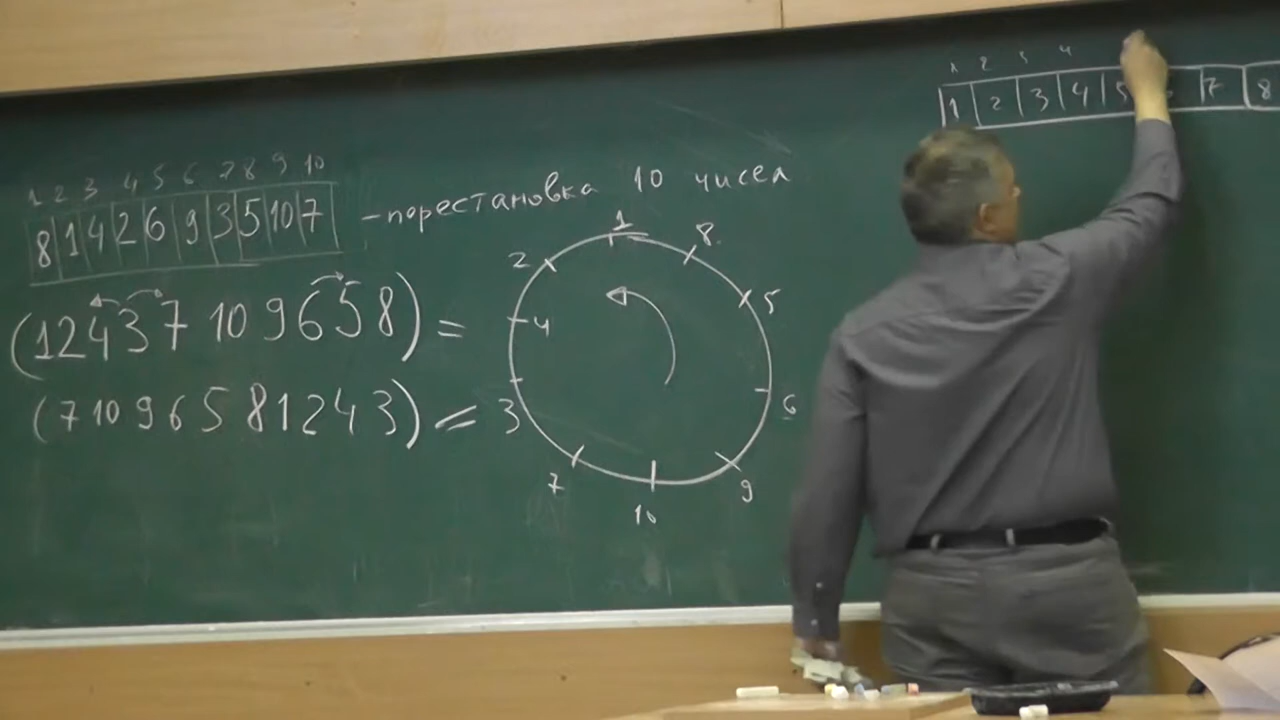 1 2 3 4 5 6 7 8 9 10
8 1 4 2 6 9 3 5 10 7
– перестановка 10 чисел
(1 2 4 3 7 10 9 6 5 8) =
(7 10 9 6 5 8 1 2 4 3) =
1
2 8
4 5
3 6
7 9
10
1 2 3 4
1 2 3 4 5 7 8